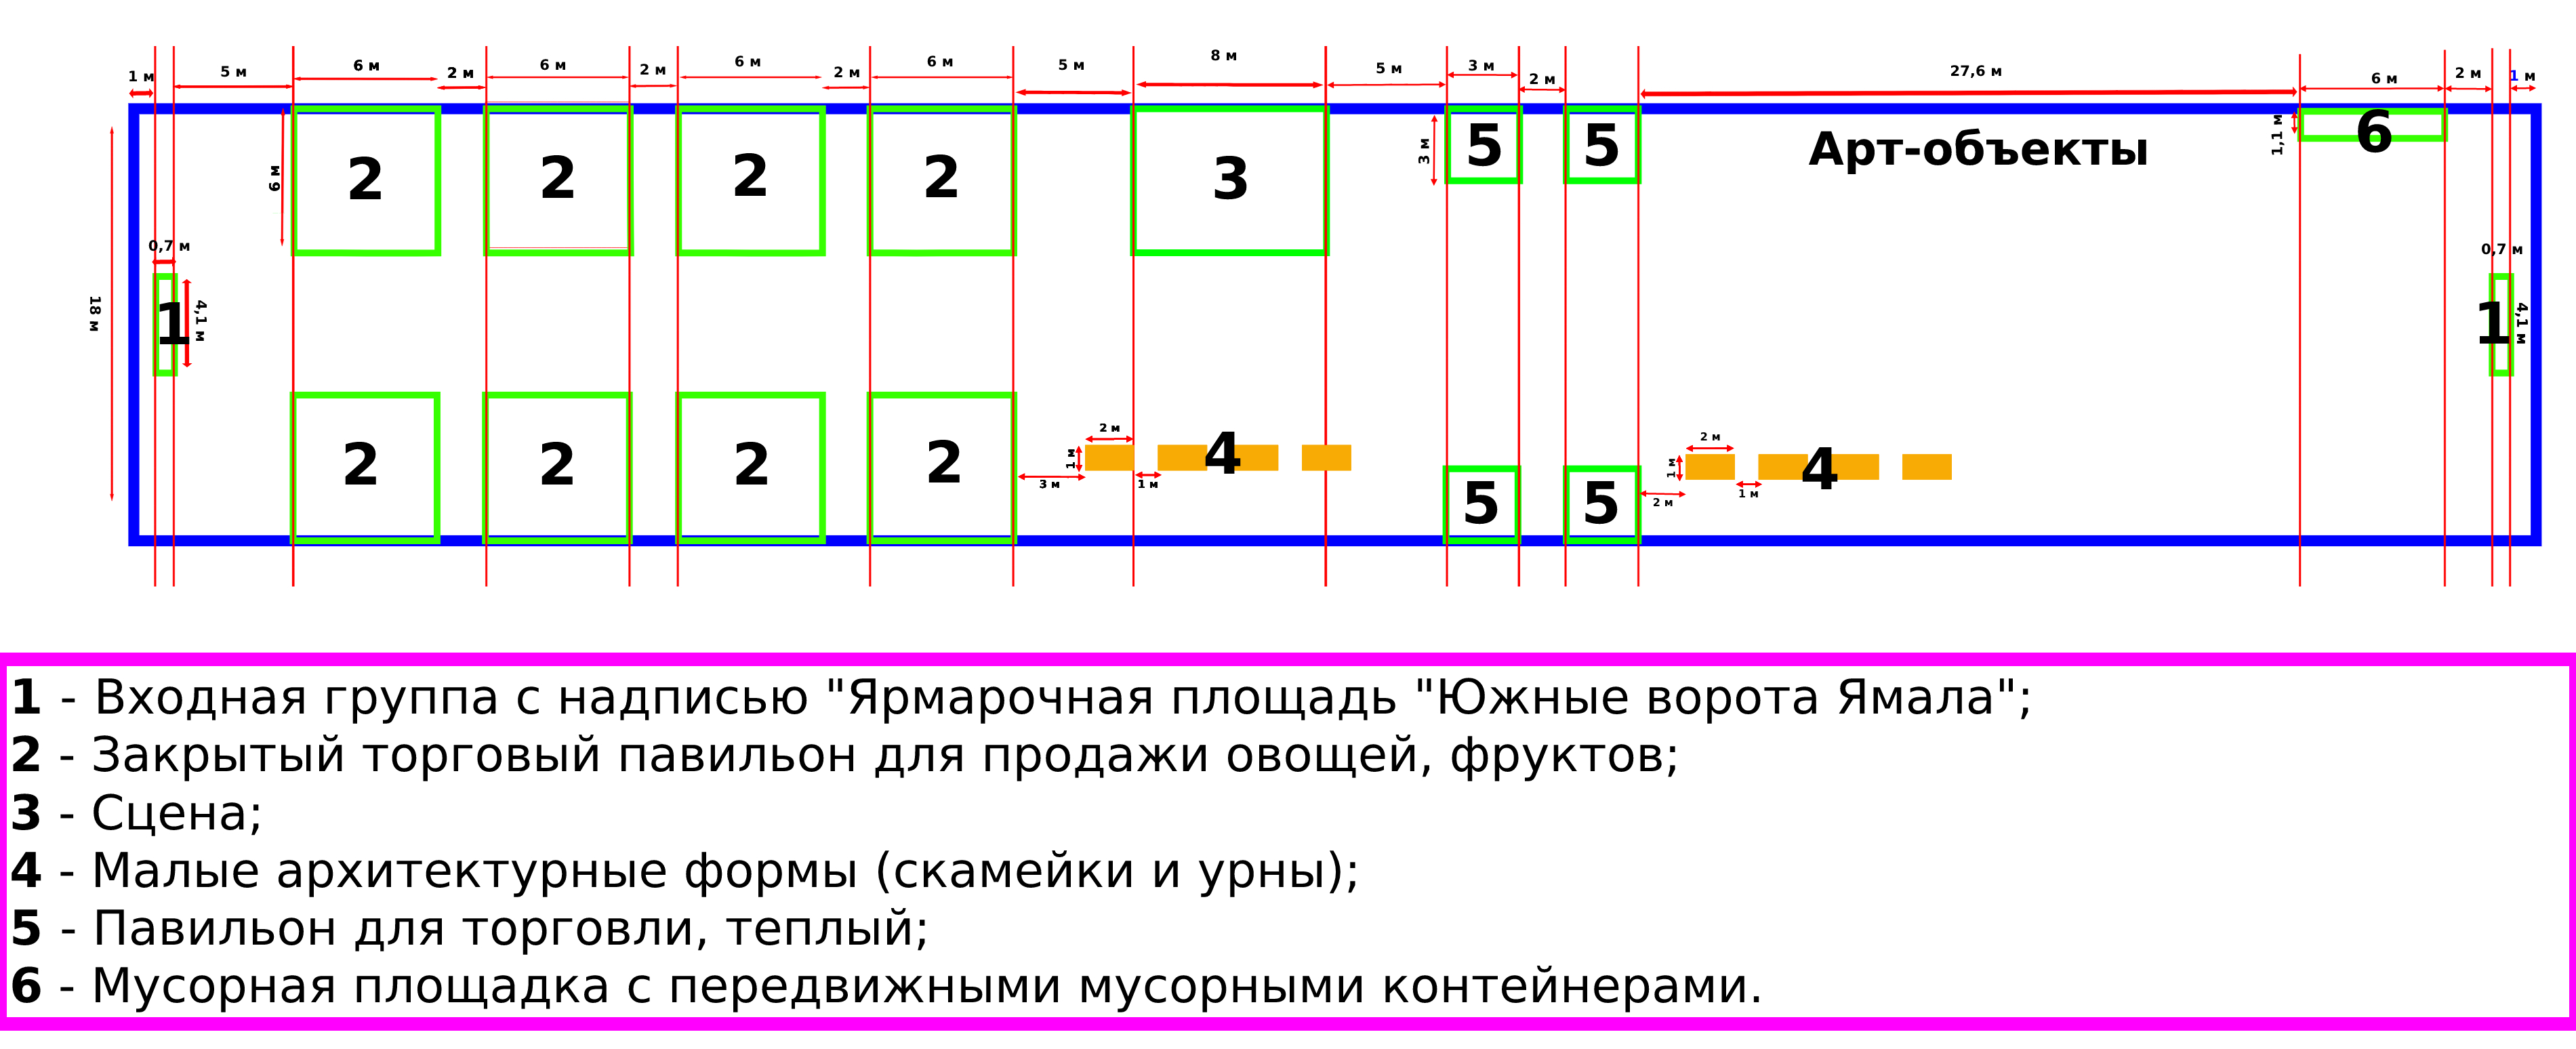 1 м
5 м
6 м
2 м
6 м
2 м
6 м
2 м
6 м
5 м
8 м
5 м
3 м
2 м
27,6 м
6 м
2 м
1 м
18 м
6 м
2
2
2
2
3
3 м
5
5
Арт-объекты
1,1 м
6
0,7 м
1
4,1 м
0,7 м
1
4,1 м
2
2
2
2
2 м
1 м
3 м
1 м
4
5
5
2 м
1 м
2 м
1 м
4
1 - Входная группа с надписью "Ярмарочная площадь "Южные ворота Ямала";
2 - Закрытый торговый павильон для продажи овощей, фруктов;
3 - Сцена;
4 - Малые архитектурные формы (скамейки и урны);
5 - Павильон для торговли, теплый;
6 - Мусорная площадка с передвижными мусорными контейнерами.